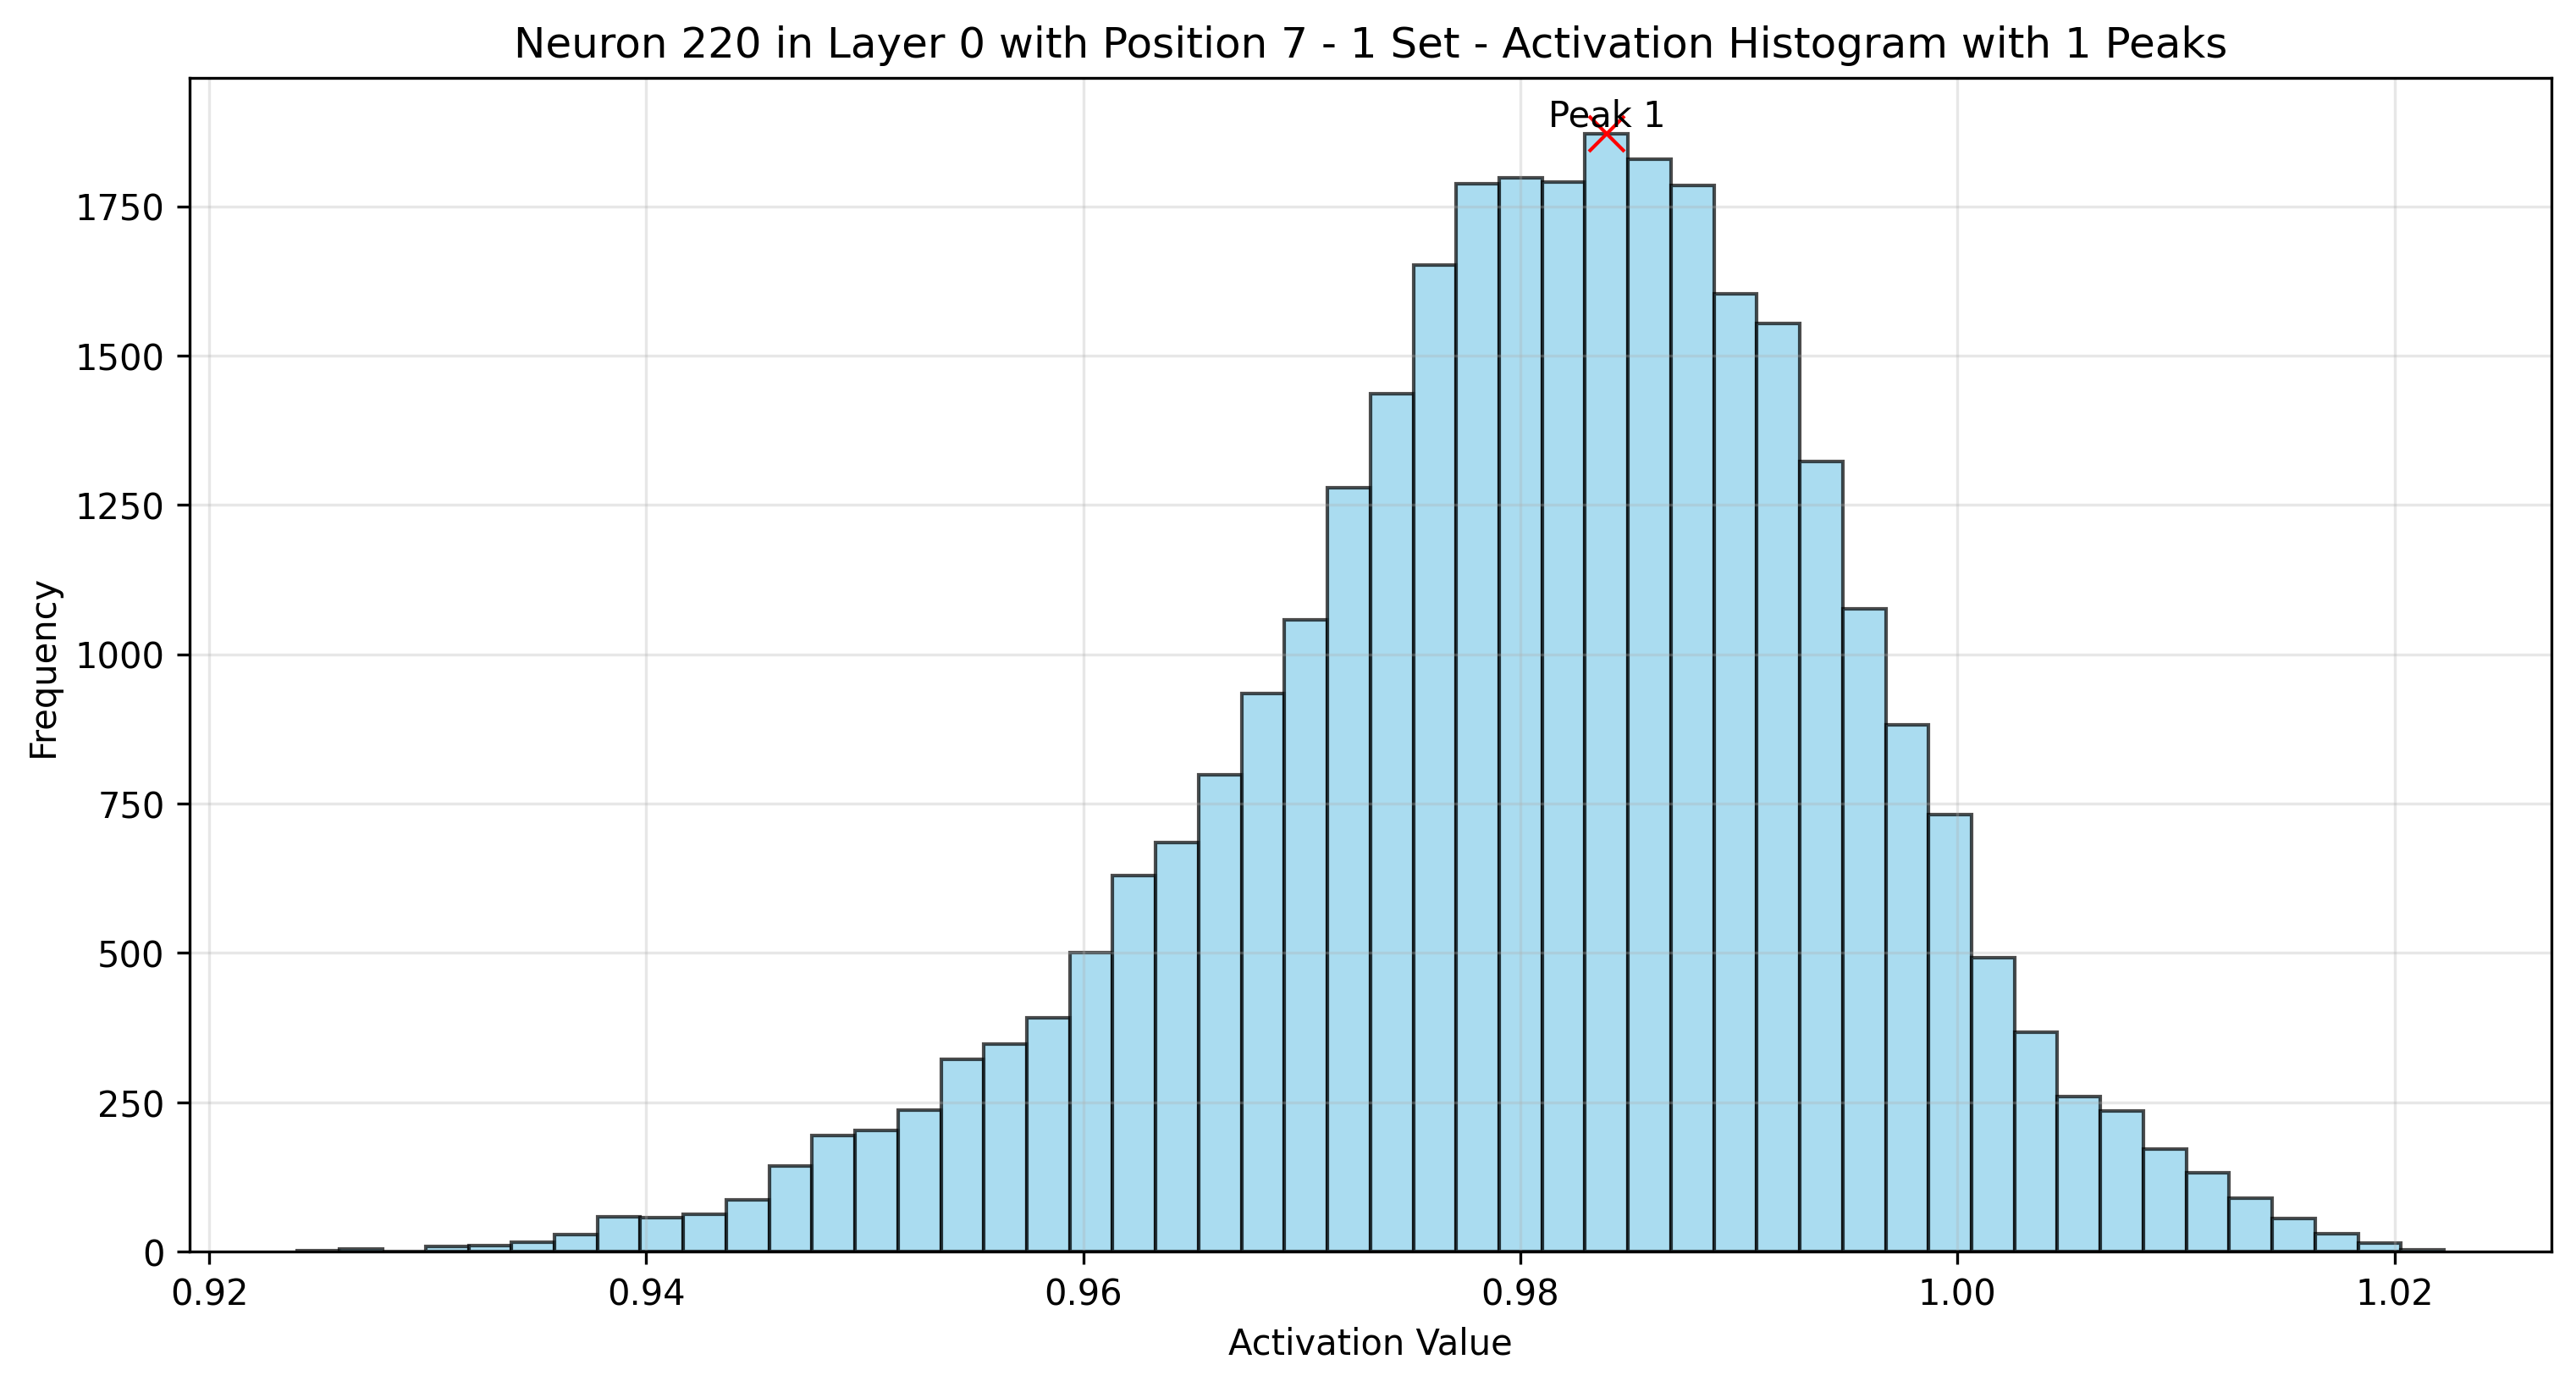 Neuron 220 in Layer 0 with Position 7 - 1 Set - Activation Histogram with 1 Peaks
Peak 1
1750
1500
1250
1000
750
500
250
0
Frequency
0.92 0.94 0.96 0.98 1.00 1.02
Activation Value